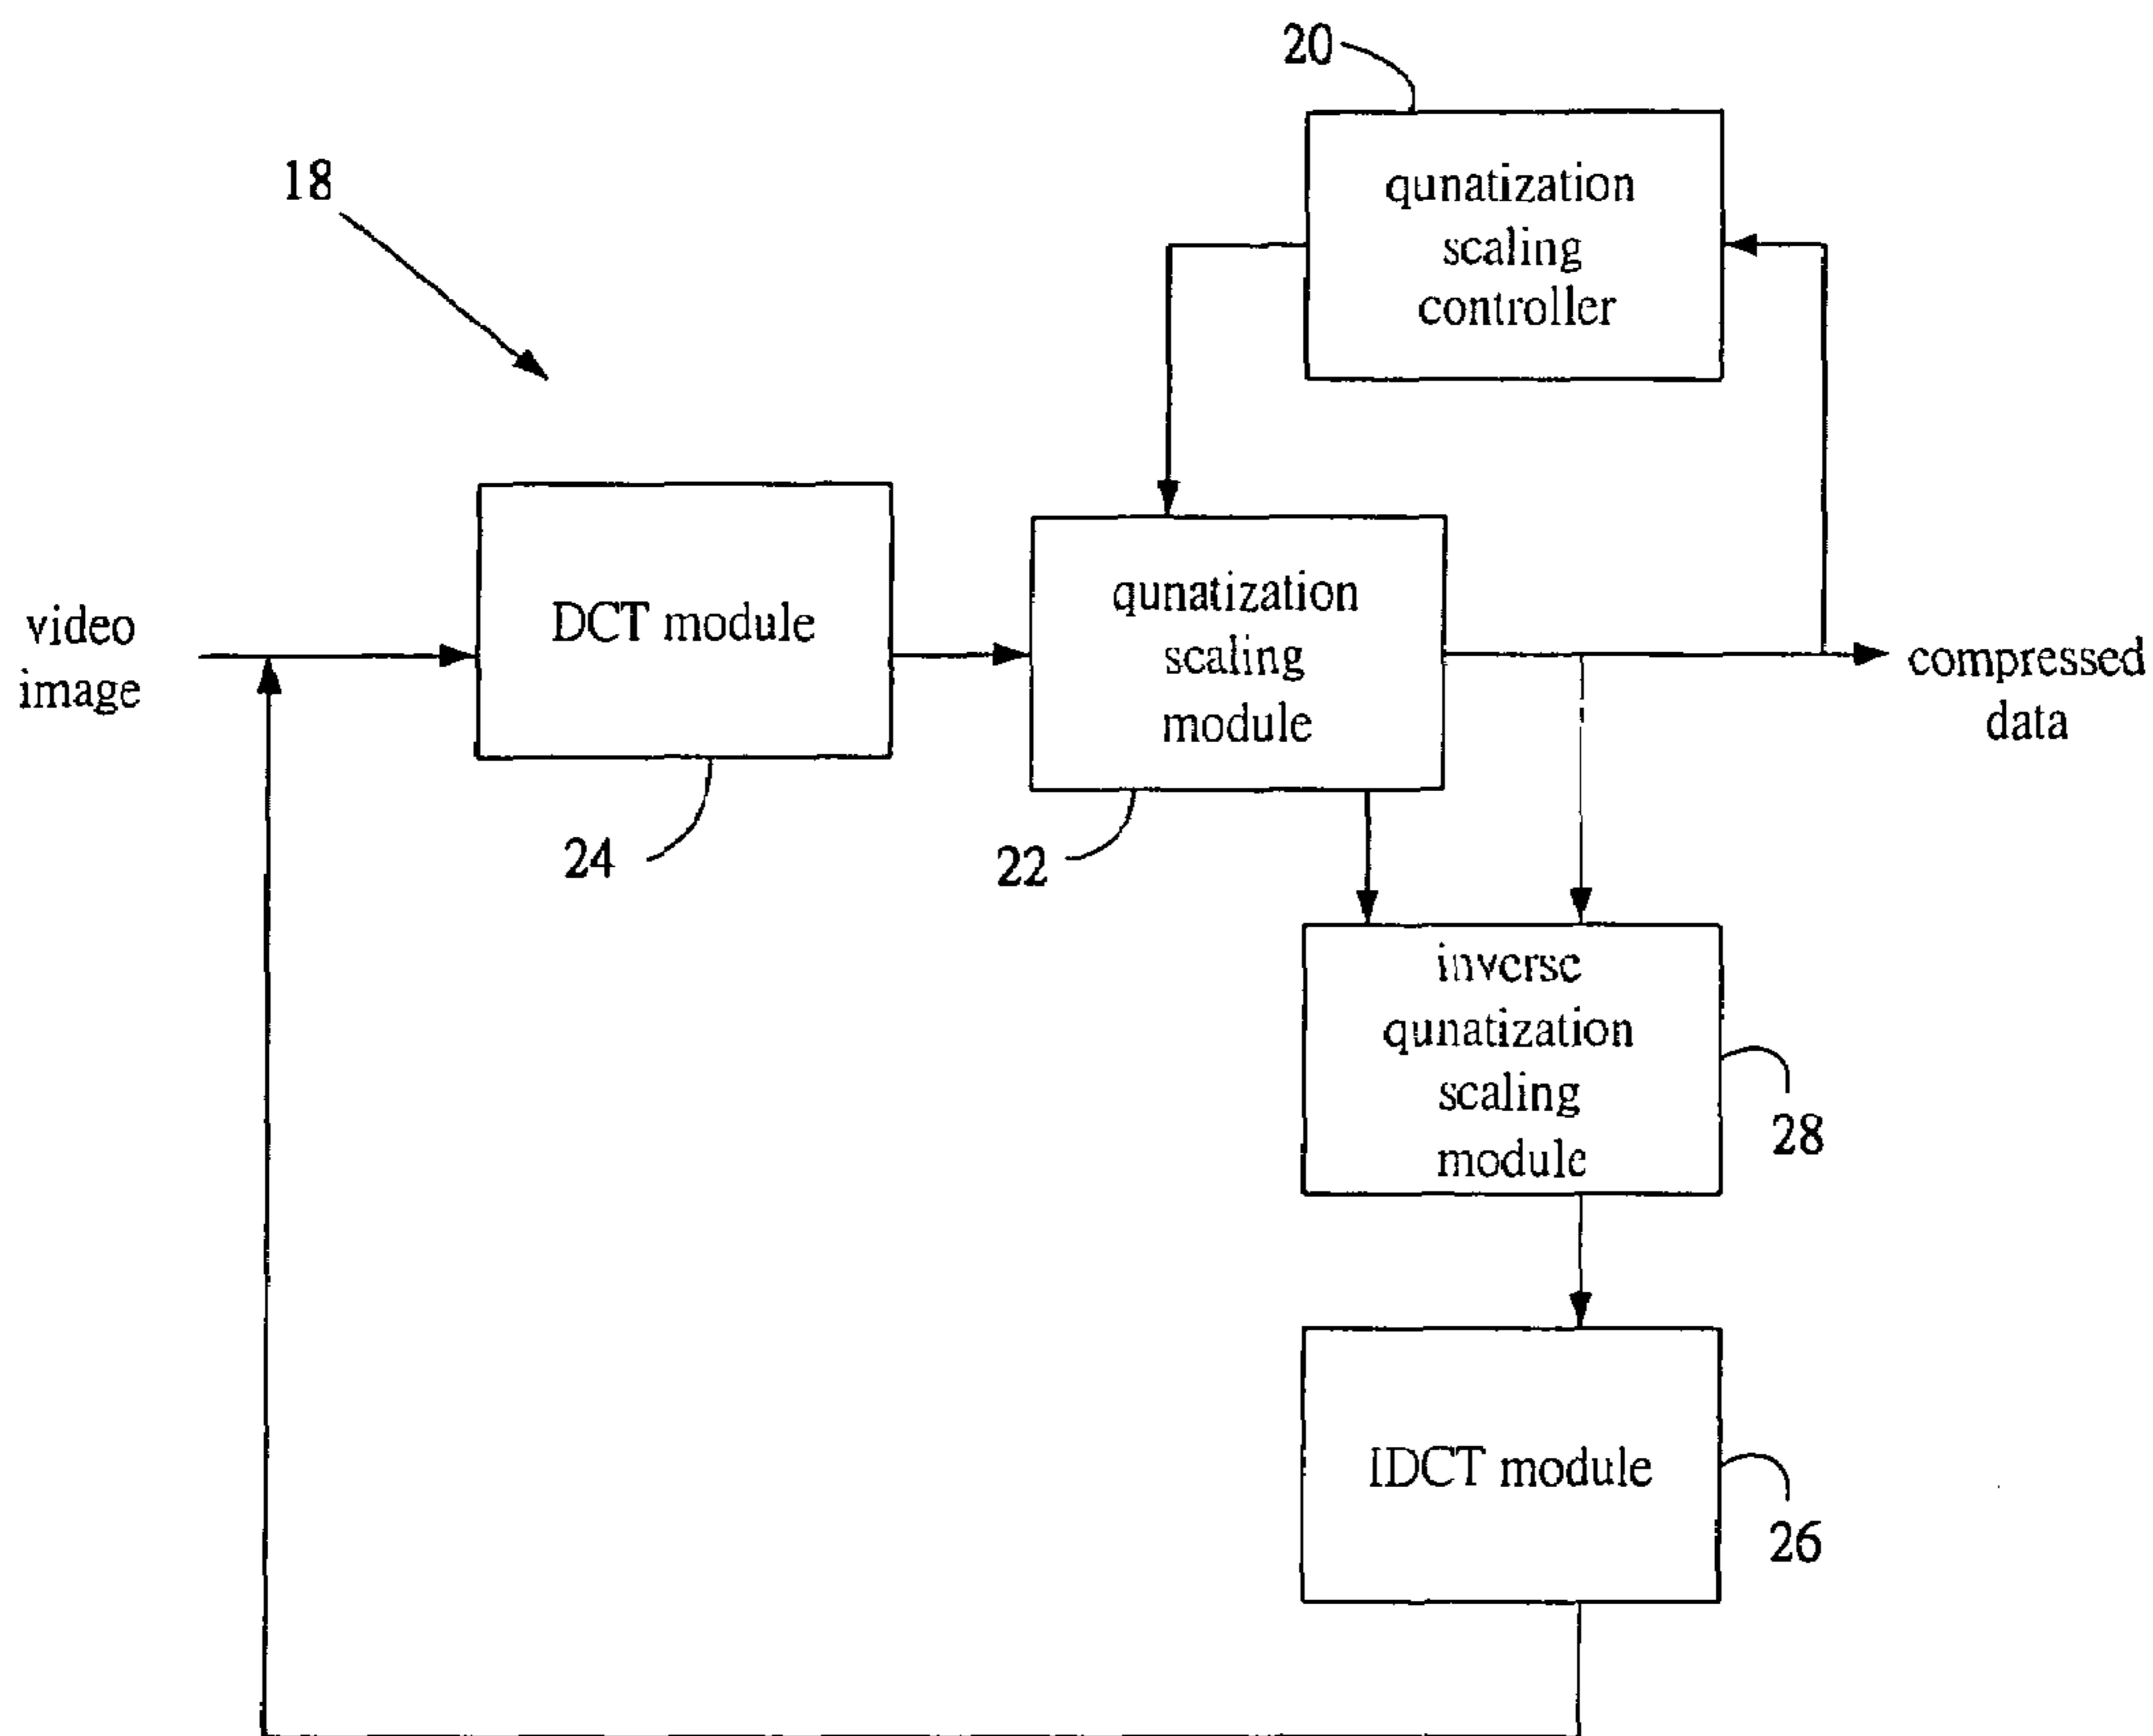 20
18
qunatization
scaling
controller
video
image
DCT module
qunatization
scaling
module
compressed
data
24
22
inverse
qunatization
scaling
module
28
IDCT module
26